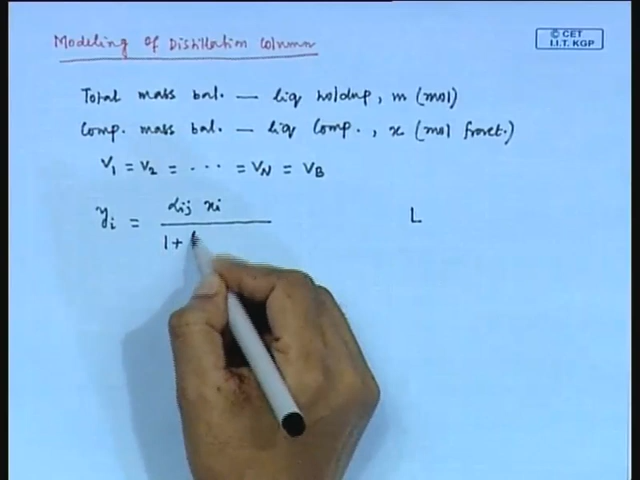 Modeling of Distillation Column
© CET
I.I.T. KGP
Total mass bal. — liq holdup, m (mol)
Comp. mass bal. — liq comp., x (mol fract.)
V1 = V2 = ··· = VN = VB
yi = αij xi / 1+ (
L